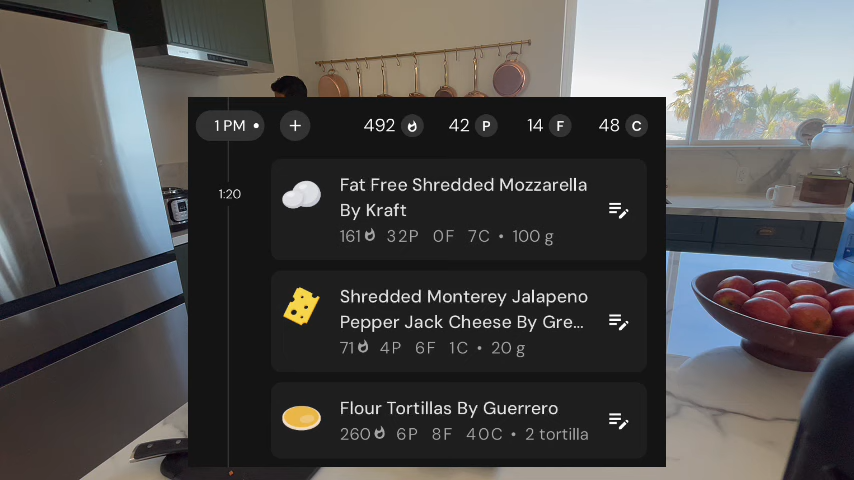 1 PM • + 492 42 P 14 F 48 C
1:20
Fat Free Shredded Mozzarella
By Kraft
161 32P 0F 7C • 100 g
Shredded Monterey Jalapeno
Pepper Jack Cheese By Gre...
71 4P 6F 1C • 20 g
Flour Tortillas By Guerrero
260 6P 8F 40C • 2 tortilla